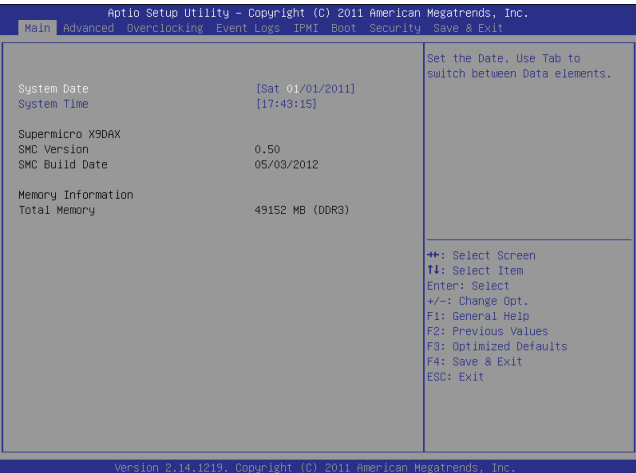 Aptio Setup Utility – Copyright (C) 2011 American Megatrends, Inc.
Main Advanced Overclocking Event Logs IPMI Boot Security Save & Exit
Set the Date. Use Tab to
switch between Data elements.
System Date [Sat 01/01/2011]
System Time [17:43:15]
Supermicro X9DAX
SMC Version 0.50
SMC Build Date 05/03/2012
Memory Information
Total Memory 49152 MB (DDR3)
→←: Select Screen
↑↓: Select Item
Enter: Select
+/-: Change Opt.
F1: General Help
F2: Previous Values
F3: Optimized Defaults
F4: Save & Exit
ESC: Exit
Version 2.14.1219. Copyright (C) 2011 American Megatrends, Inc.